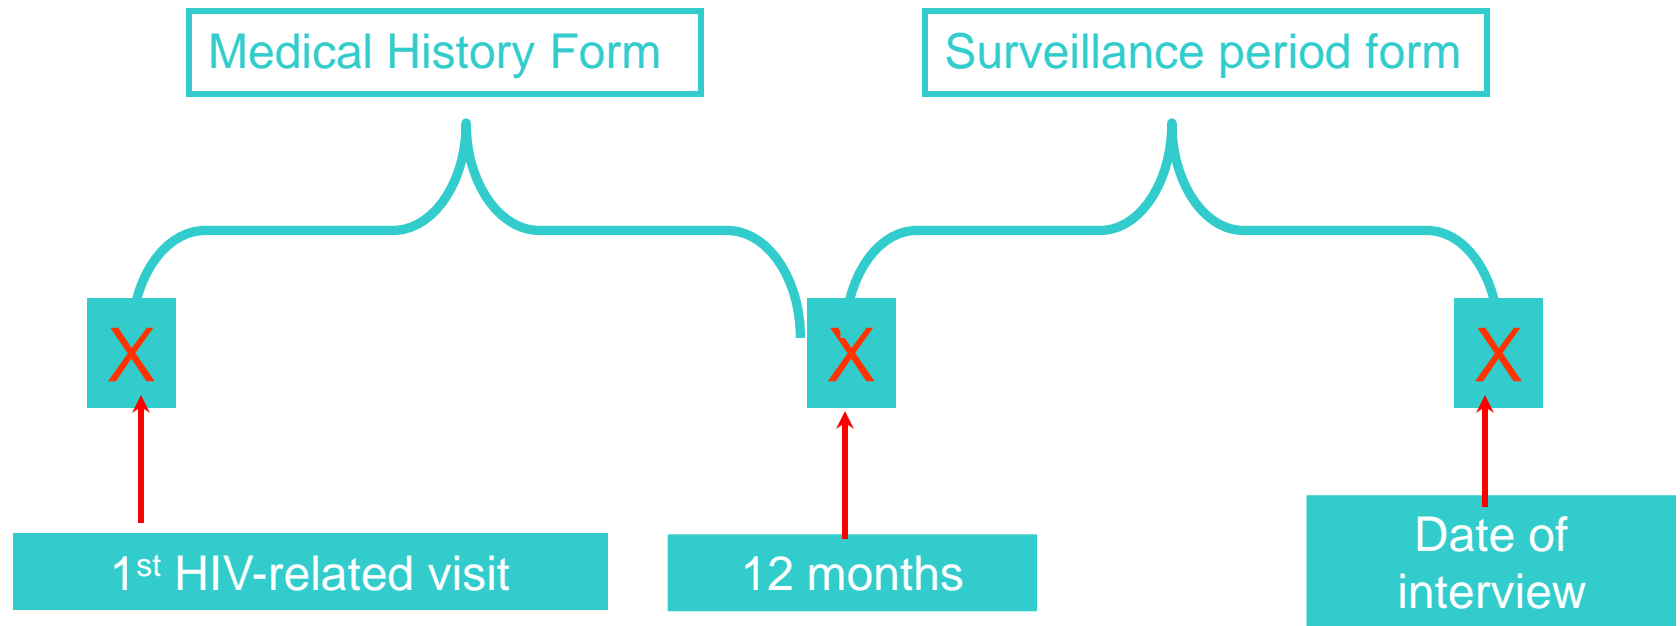 Medical History Form
Surveillance period form
X
X
X
1st HIV-related visit
12 months
Date of
interview